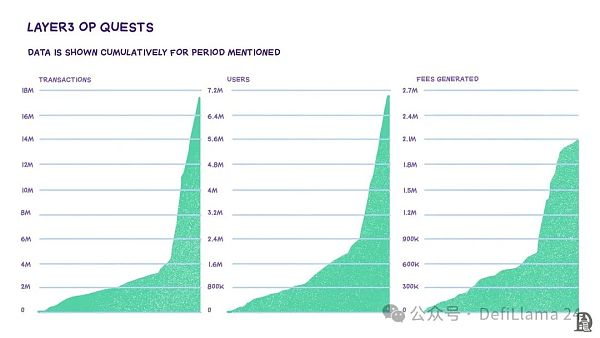 LAYER3 OP QUESTS
DATA IS SHOWN CUMULATIVELY FOR PERIOD MENTIONED
TRANSACTIONS
18M
16M
14M
12M
10M
8M
6M
4M
2M
0
USERS
7.2M
6.4M
5.6M
4.8M
4M
3.2M
2.4M
1.6M
800K
0
FEES GENERATED
2.7M
2.4M
2.1M
1.8M
1.5M
1.2M
900K
600K
300K
0
公众号 · DefiLlama 24